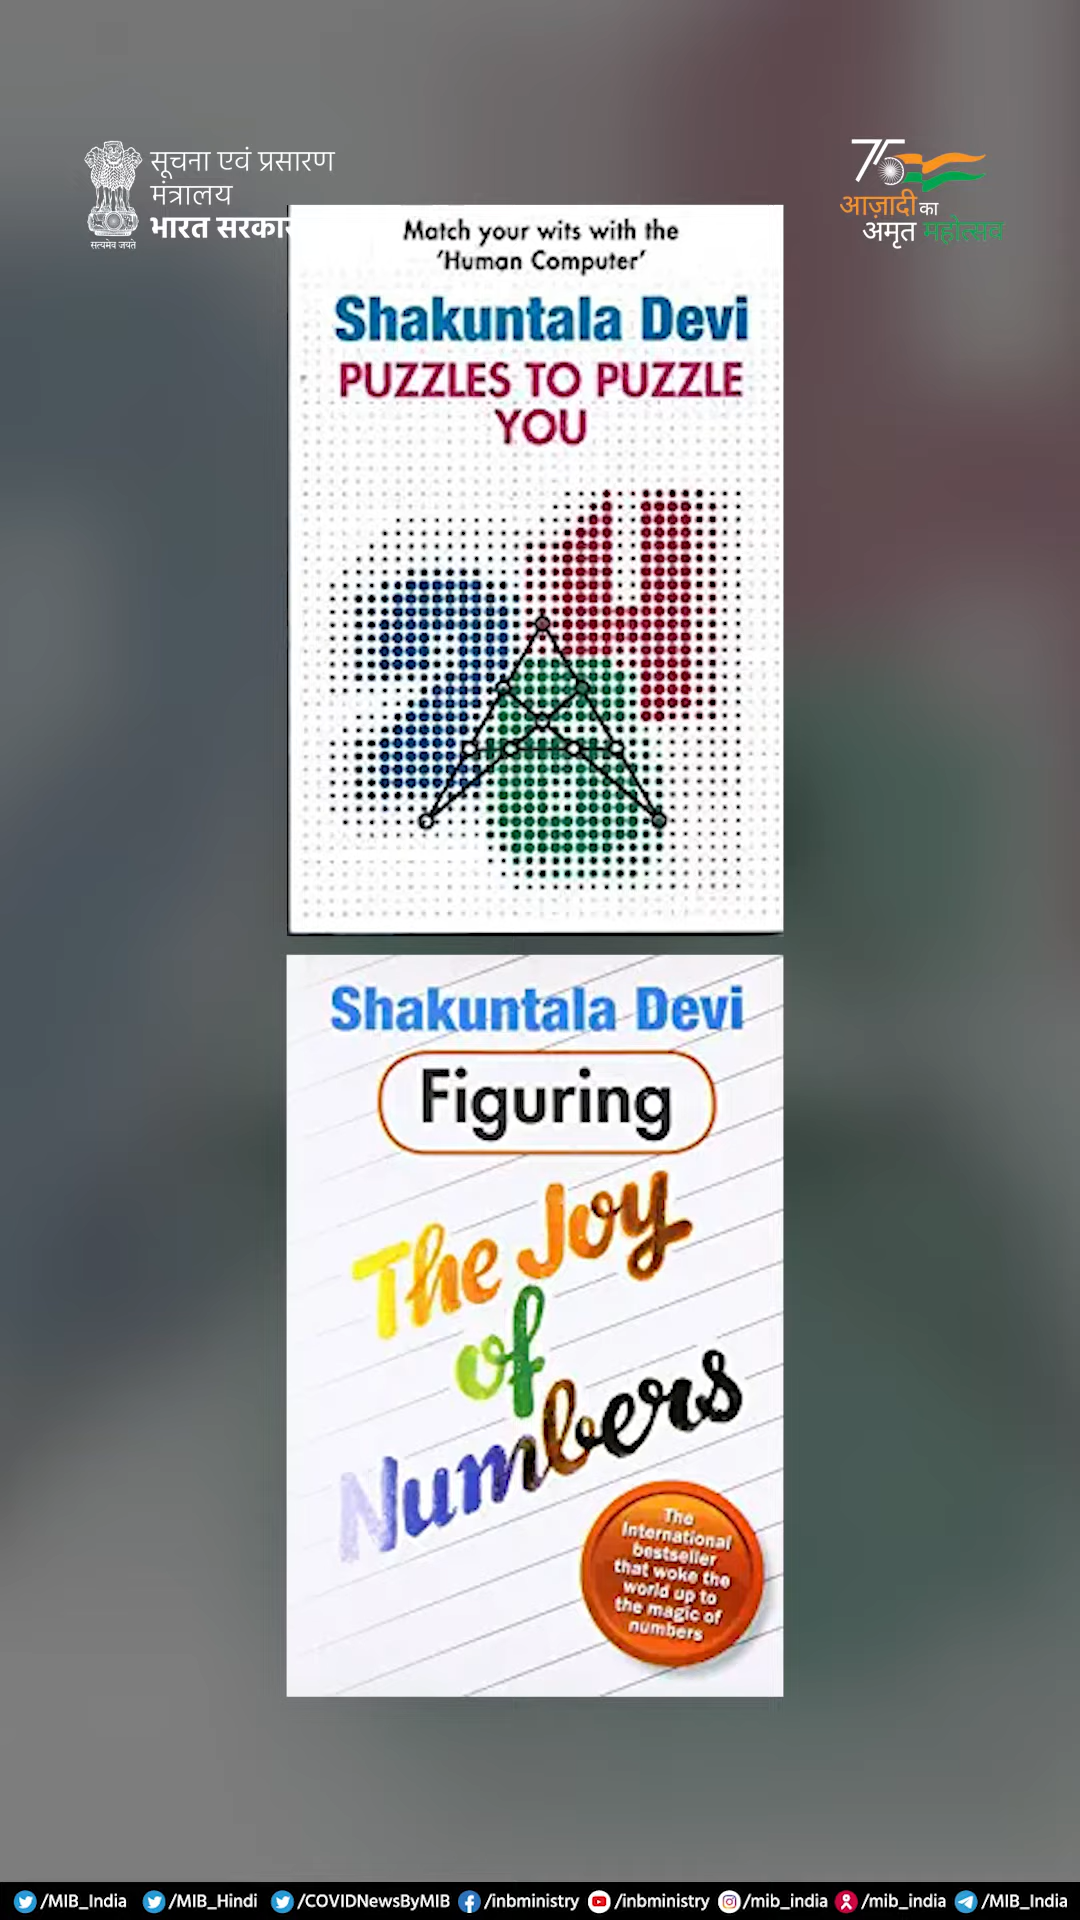 सूचना एवं प्रसारण
मंत्रालय
भारत सरकार
सत्यमेव जयते
75
आज़ादी का
अमृत महोत्सव
Match your wits with the
'Human Computer'
Shakuntala Devi
PUZZLES TO PUZZLE
YOU
Shakuntala Devi
Figuring
The Joy
of
Numbers
The
International
bestseller
that woke the
world up to
the magic of
numbers
/MIB_India /MIB_Hindi /COVIDNewsByMIB /inbministry /inbministry /mib_india /mib_india /MIB_India